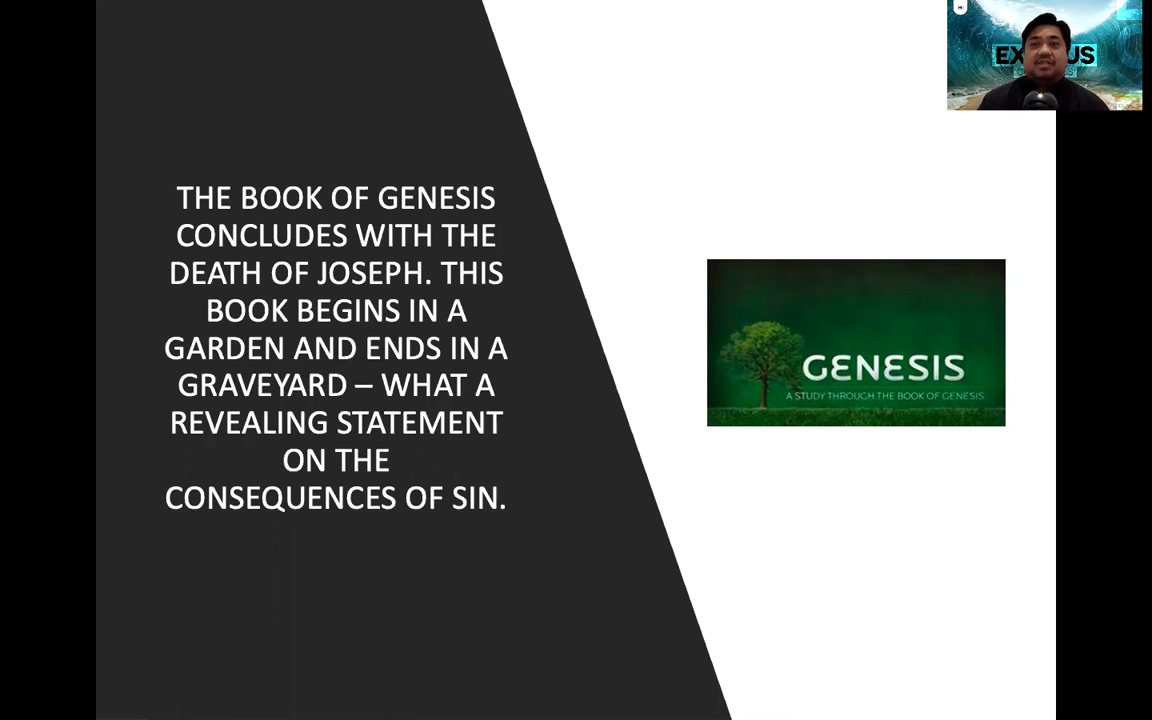 THE BOOK OF GENESIS
CONCLUDES WITH THE
DEATH OF JOSEPH. THIS
BOOK BEGINS IN A
GARDEN AND ENDS IN A
GRAVEYARD – WHAT A
REVEALING STATEMENT
ON THE
CONSEQUENCES OF SIN.
GENESIS
A STUDY THROUGH THE BOOK OF GENESIS